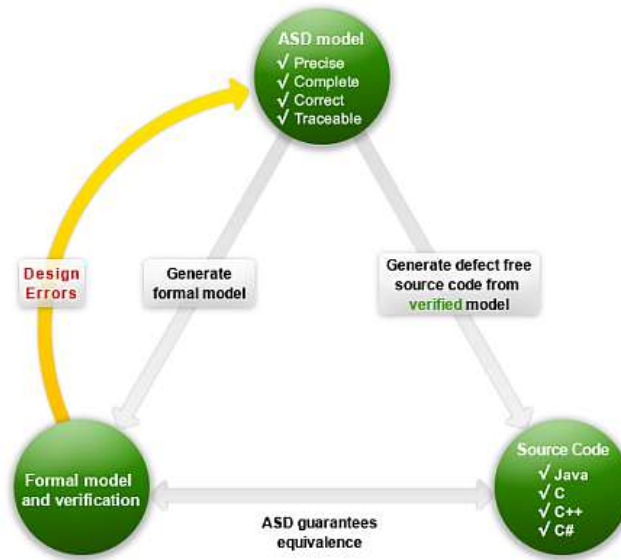 ASD model
√ Precise
√ Complete
√ Correct
√ Traceable
Design
Errors
Generate
formal model
Generate defect free
source code from
verified model
Formal model
and verification
Source Code
√ Java
√ C
√ C++
√ C#
ASD guarantees
equivalence